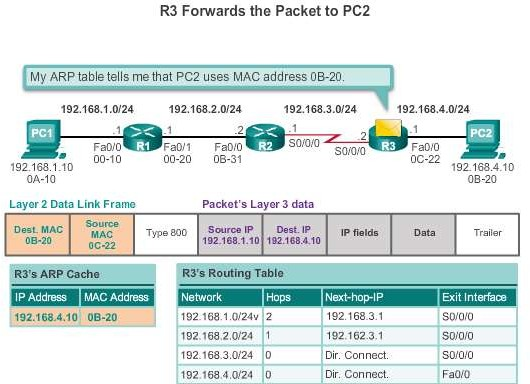 R3 Forwards the Packet to PC2
My ARP table tells me that PC2 uses MAC address 0B-20.
192.168.1.0/24 192.168.2.0/24 192.168.3.0/24 192.168.4.0/24
PC1 .1 .1 .2 .1 .2 .1 PC2
R1 R2 R3
Fa0/0 Fa0/1 Fa0/0 S0/0/0 S0/0/0 Fa0/0
00-10 00-20 0B-31 0C-22
192.168.1.10 192.168.4.10
0A-10 0B-20
Layer 2 Data Link Frame Packet's Layer 3 data
Dest. MAC 0B-20 Source MAC 0C-22 Type 800 Source IP 192.168.1.10 Dest. IP 192.168.4.10 IP fields Data Trailer
R3's ARP Cache
IP Address MAC Address
192.168.4.10 0B-20
R3's Routing Table
Network Hops Next-hop-IP Exit Interface
192.168.1.0/24v 2 192.168.3.1 S0/0/0
192.168.2.0/24 1 192.162.3.1 S0/0/0
192.168.3.0/24 0 Dir. Connect. S0/0/0
192.168.4.0/24 0 Dir. Connect. Fa0/0